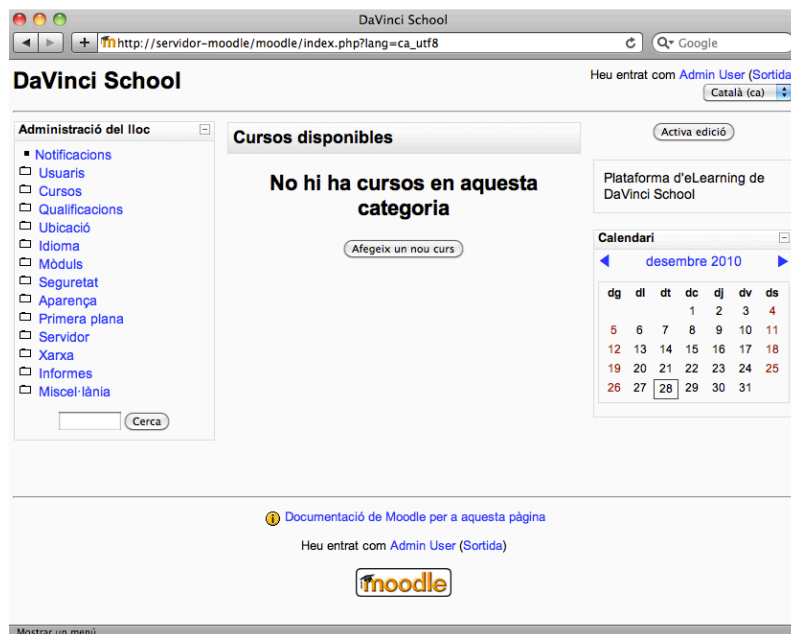 DaVinci School
http://servidor-moodle/moodle/index.php?lang=ca_utf8
Google
DaVinci School
Heu entrat com Admin User (Sortida
Català (ca)
Administració del lloc
Notificacions
Usuaris
Cursos
Qualificacions
Ubicació
Idioma
Mòduls
Seguretat
Aparença
Primera plana
Servidor
Xarxa
Informes
Miscel·lània
Cerca
Cursos disponibles
No hi ha cursos en aquesta
categoria
Afegeix un nou curs
Activa edició
Plataforma d'eLearning de
DaVinci School
Calendari
desembre 2010
dg dl dt dc dj dv ds
1 2 3 4
5 6 7 8 9 10 11
12 13 14 15 16 17 18
19 20 21 22 23 24 25
26 27 28 29 30 31
Documentació de Moodle per a aquesta pàgina
Heu entrat com Admin User (Sortida)
moodle
Mostrar un menú